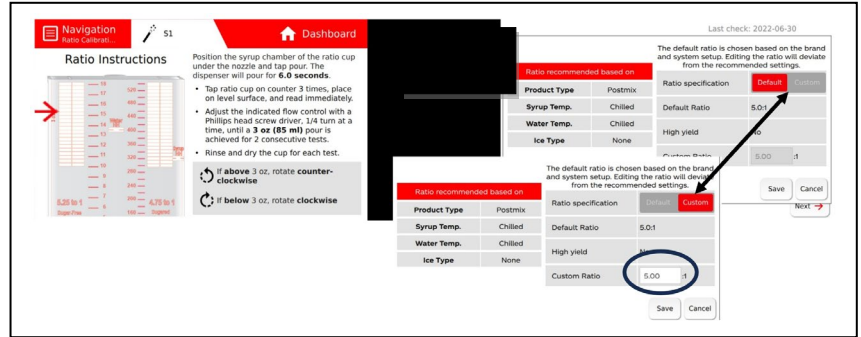 Navigation
Ratio Calibrati...
S1
Dashboard
Ratio Instructions
Position the syrup chamber of the ratio cup
under the nozzle and tap pour. The
dispenser will pour for 6.0 seconds.
• Tap ratio cup on counter 3 times, place
on level surface, and read immediately.
• Adjust the indicated flow control with a
Phillips head screw driver, 1/4 turn at a
time, until a 3 oz (85 ml) pour is
achieved for 2 consecutive tests.
• Rinse and dry the cup for each test.
If above 3 oz, rotate counter-
clockwise
If below 3 oz, rotate clockwise
5.25 to 1
4.75 to 1
Last check: 2022-06-30
The default ratio is chosen based on the brand
and system setup. Editing the ratio will deviate
from the recommended settings.
Ratio recommended based on
Product Type Postmix
Syrup Temp. Chilled
Water Temp. Chilled
Ice Type None
Ratio specification Default Custom
Default Ratio 5.0:1
High yield No
Custom Ratio 5.00 :1
Save Cancel
Next
The default ratio is chosen based on the brand
and system setup. Editing the ratio will deviate
from the recommended settings.
Ratio recommended based on
Product Type Postmix
Syrup Temp. Chilled
Water Temp. Chilled
Ice Type None
Ratio specification Default Custom
Default Ratio 5.0:1
High yield No
Custom Ratio 5.00 :1
Save Cancel